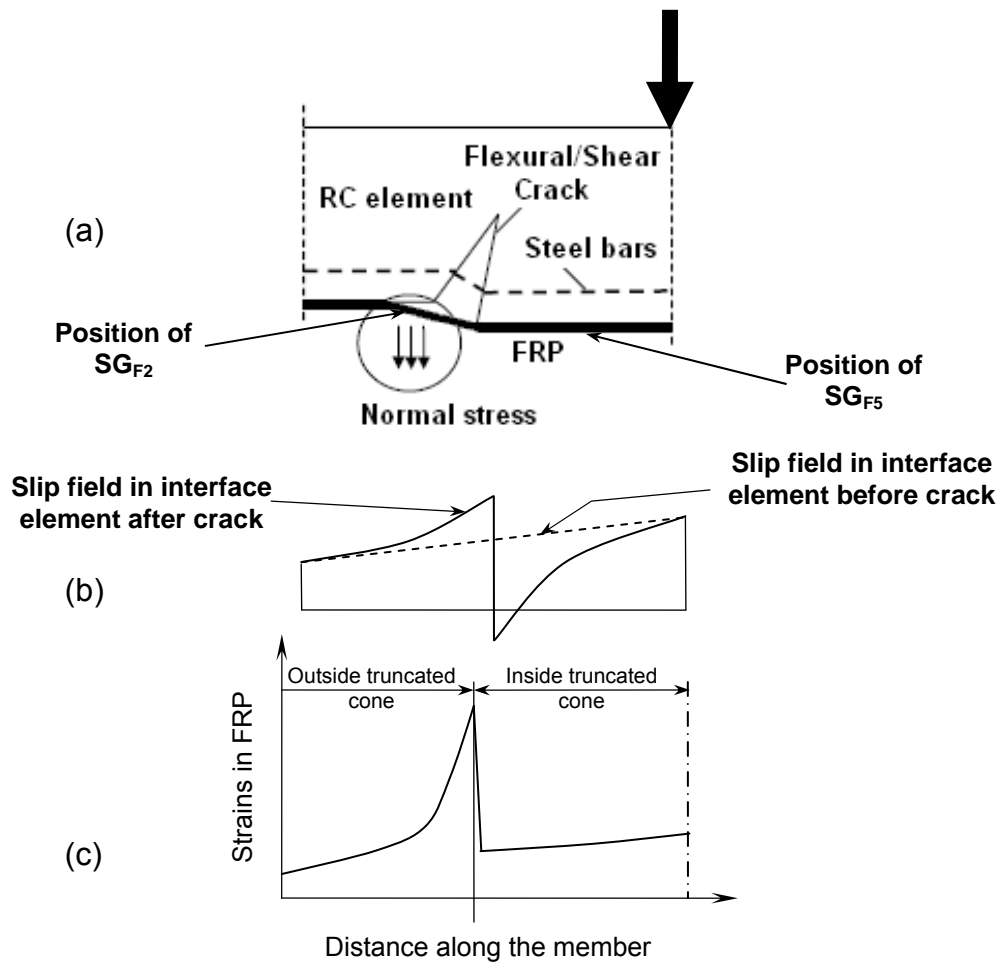 (a)
RC element
Flexural/Shear
Crack
Steel bars
Position of
SGF2
FRP
Position of
SGF5
Normal stress
(b)
Slip field in interface
element after crack
Slip field in interface
element before crack
(c)
Strains in FRP
Outside truncated
cone
Inside truncated
cone
Distance along the member